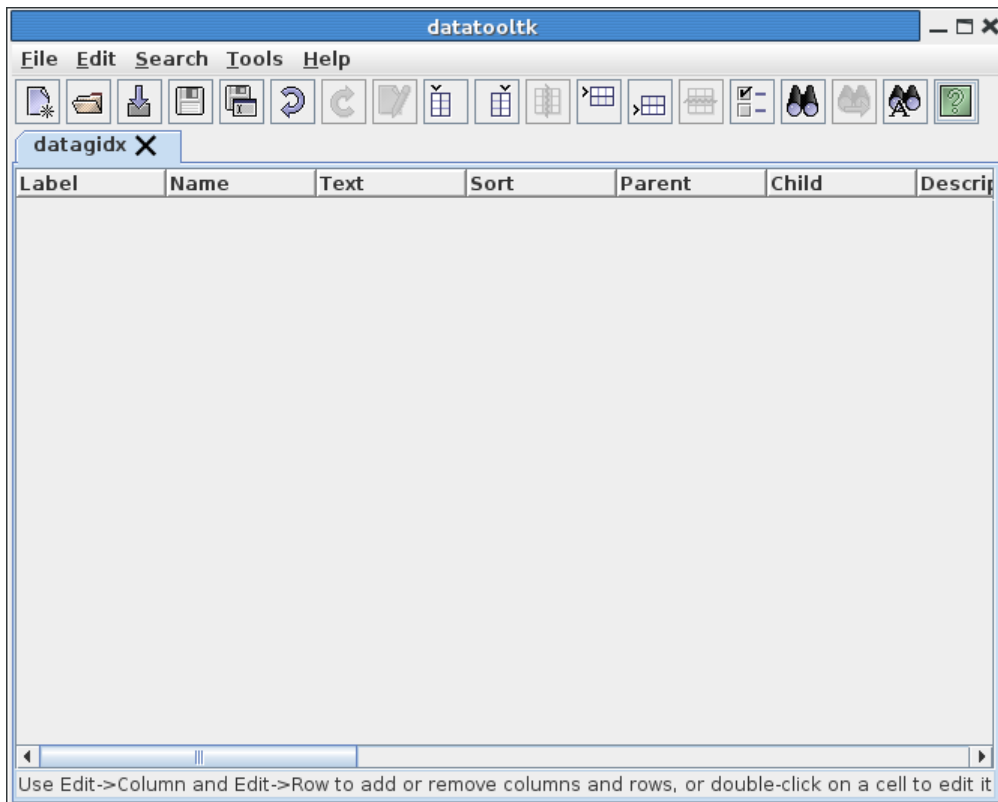 datatooltk
File Edit Search Tools Help
datagidx
Label Name Text Sort Parent Child Descrip
Use Edit->Column and Edit->Row to add or remove columns and rows, or double-click on a cell to edit it